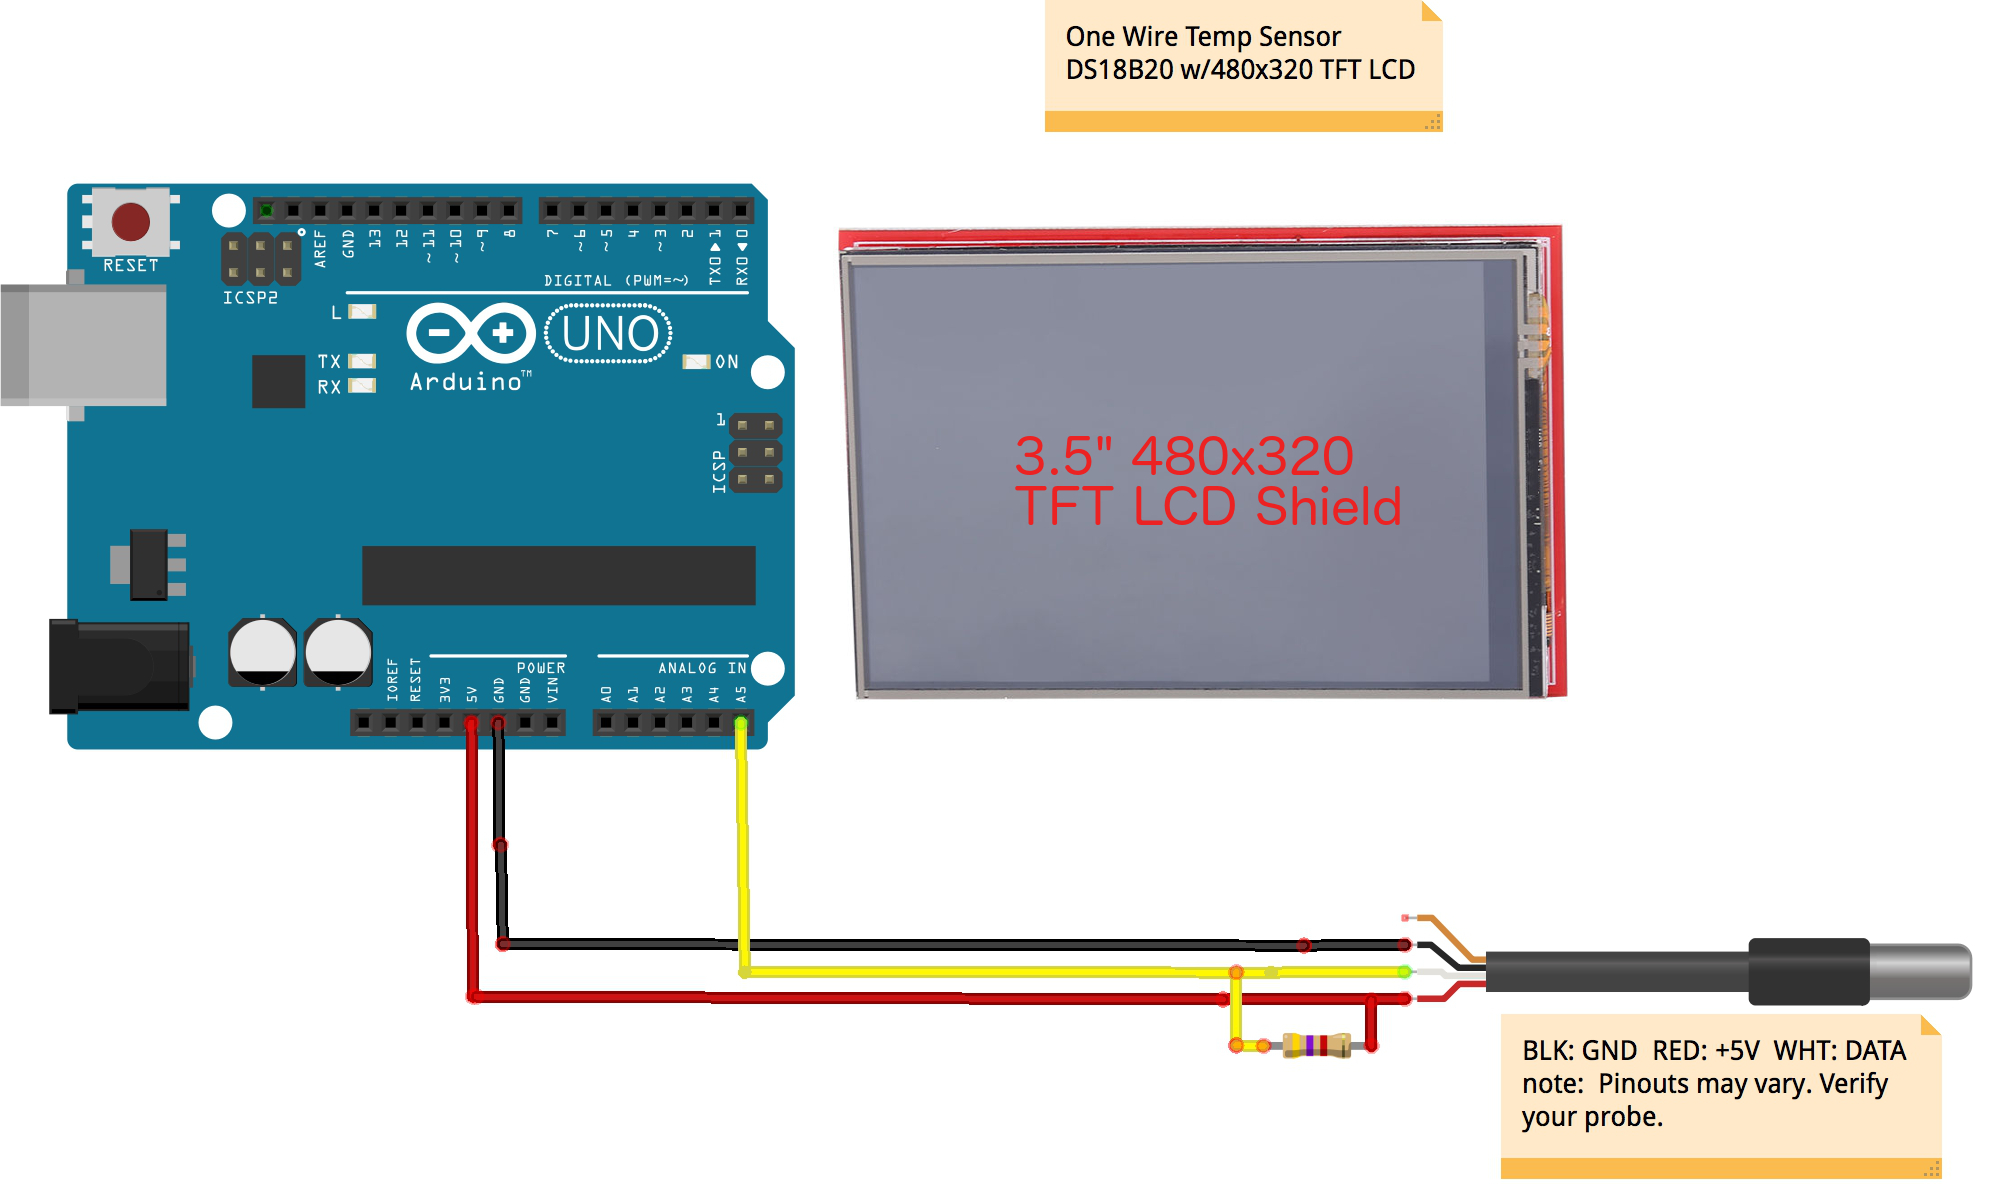 One Wire Temp Sensor
DS18B20 w/480x320 TFT LCD
RESET
ICSP2
AREF
GND
13
12
~11
~10
~9
8
7
~6
~5
4
~3
2
TX0▶1
RX0◀0
DIGITAL (PWM=~)
L
TX
RX
Arduino™
UNO
ON
1
ICSP
3.5" 480x320
TFT LCD Shield
IOREF
RESET
3V3
5V
GND
GND
VIN
POWER
ANALOG IN
A0
A1
A2
A3
A4
A5
BLK: GND  RED: +5V  WHT: DATA
note:  Pinouts may vary. Verify
your probe.